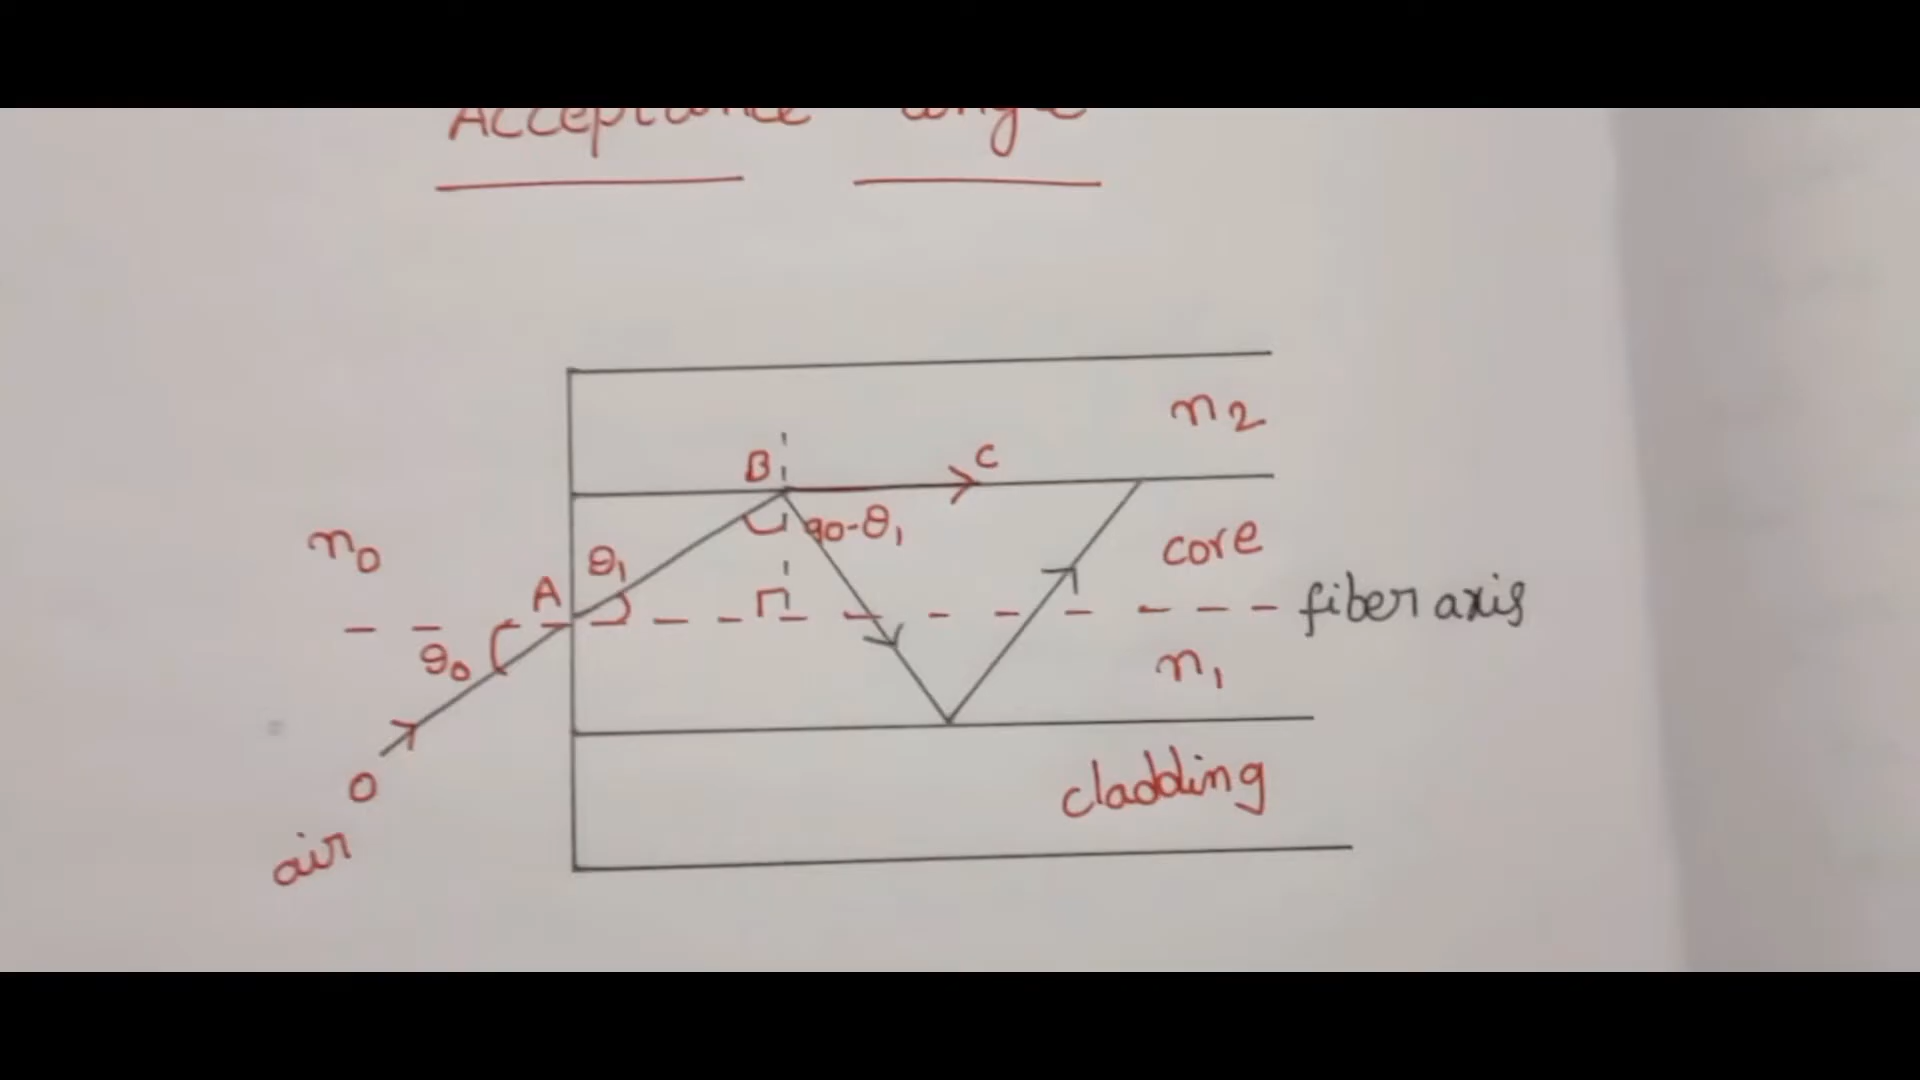 Acceptance angle
n2
B
C
n0
θ1
90-θ1
core
A
fiber axis
θ0
n1
O
cladding
air